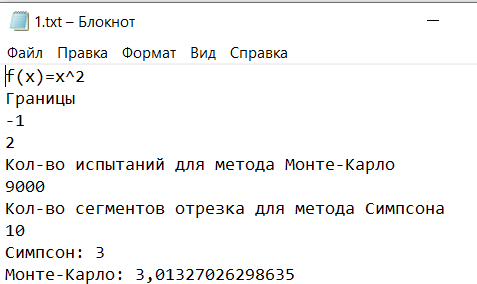 1.txt – Блокнот
Файл Правка Формат Вид Справка
f(x)=x^2
Границы
-1
2
Кол-во испытаний для метода Монте-Карло
9000
Кол-во сегментов отрезка для метода Симпсона
10
Симпсон: 3
Монте-Карло: 3,01327026298635